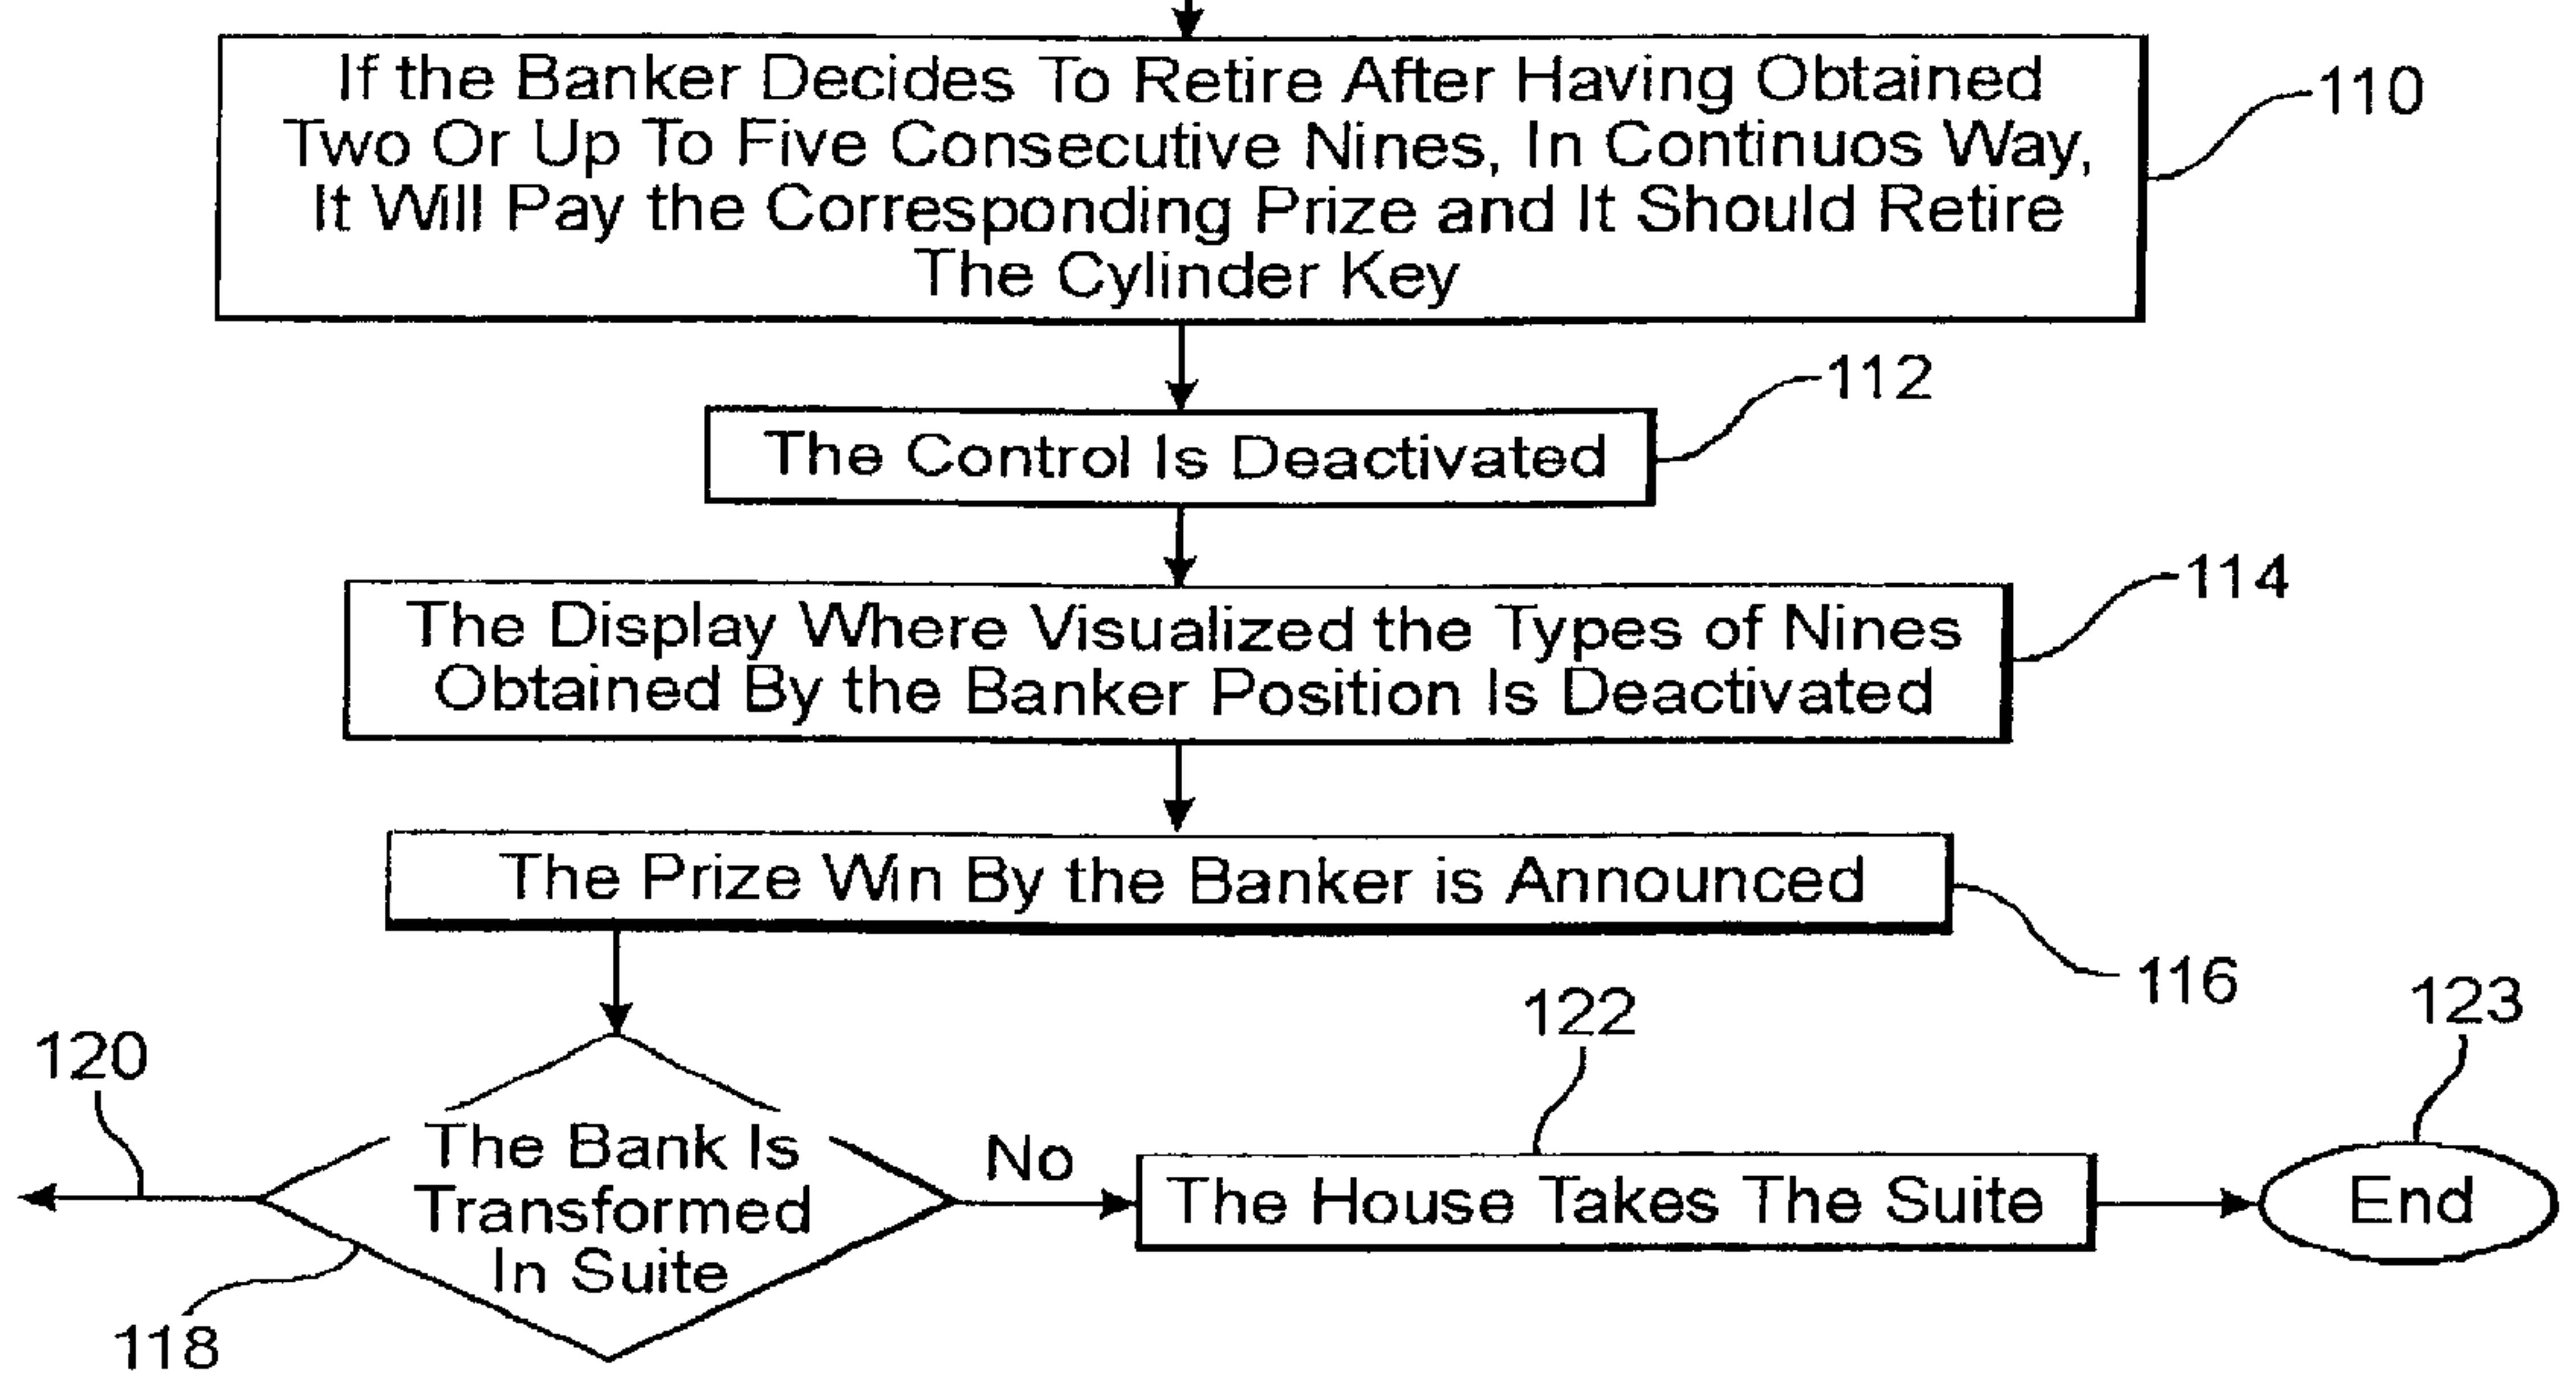 If the Banker Decides To Retire After Having Obtained
Two Or Up To Five Consecutive Nines, In Continuos Way,
It Will Pay the Corresponding Prize and It Should Retire
The Cylinder Key
110
The Control Is Deactivated
112
The Display Where Visualized the Types of Nines
Obtained By the Banker Position Is Deactivated
114
The Prize Win By the Banker is Announced
116
120
The Bank Is
Transformed
In Suite
118
No
122
The House Takes The Suite
123
End